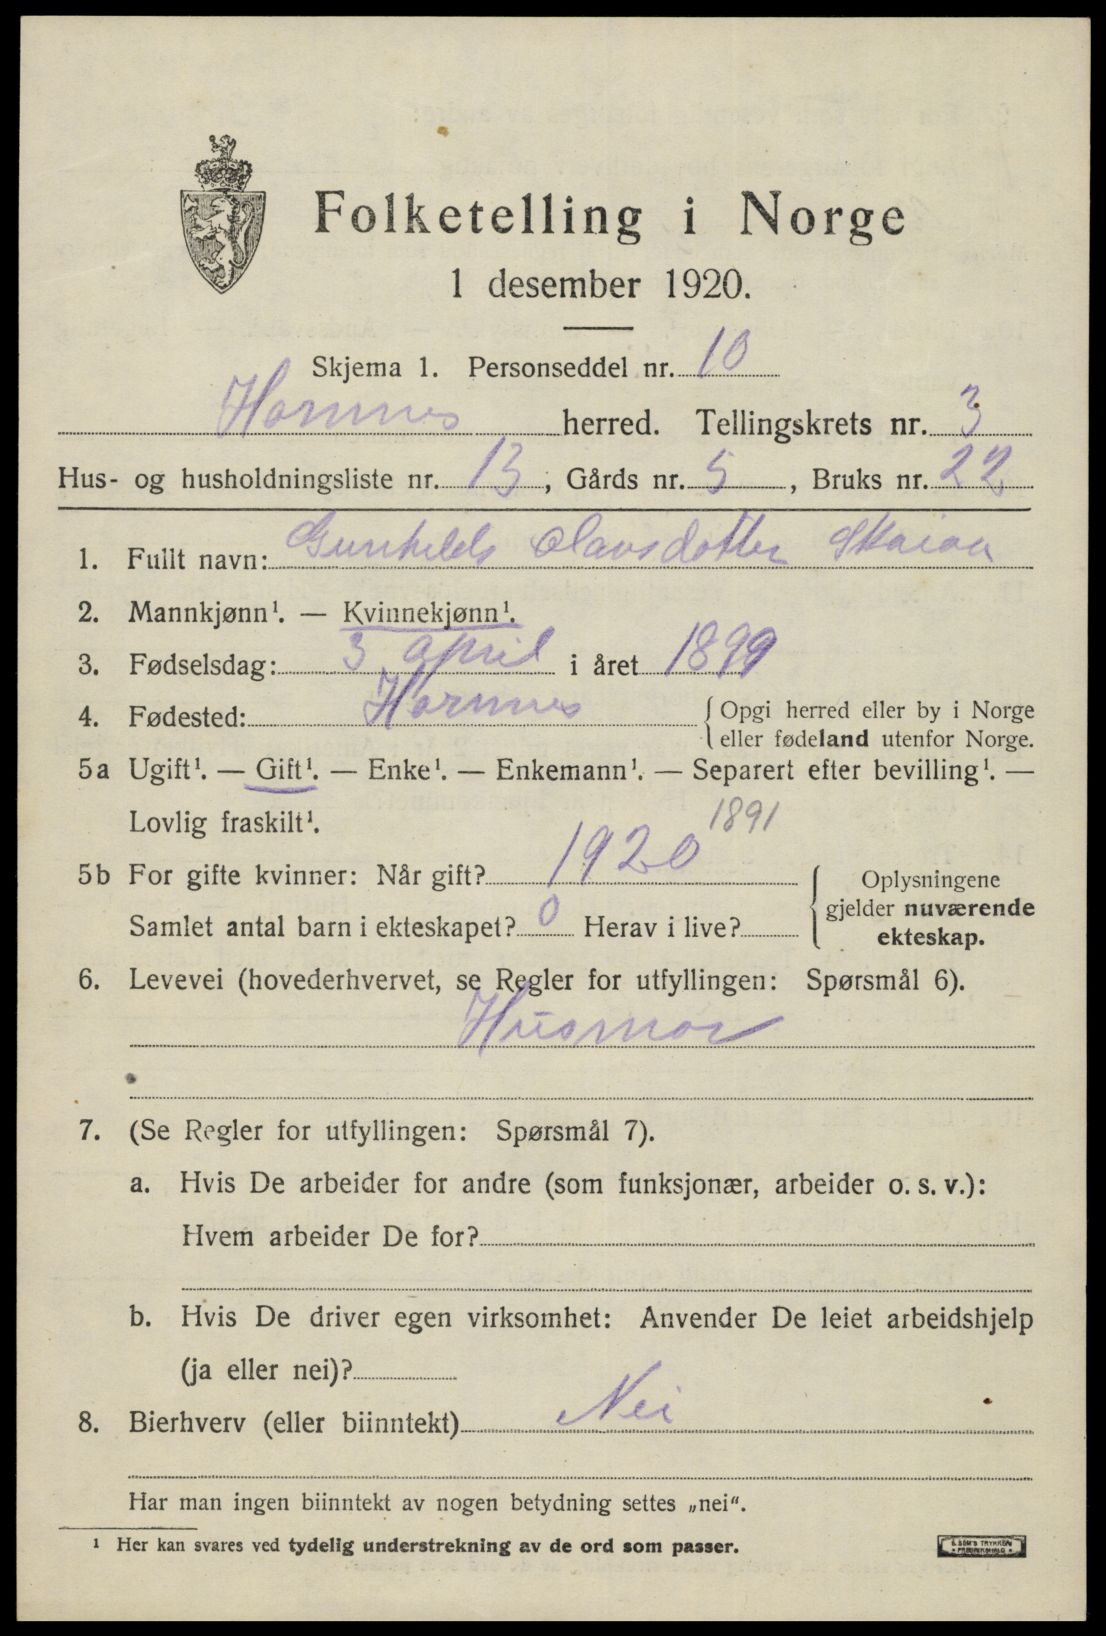 Folketelling i Norge
1 desember 1920.
Skjema 1. Personseddel nr. 10
Hornnes herred. Tellingskrets nr. 3
Hus- og husholdningsliste nr. 13, Gårds nr. 5, Bruks nr. 22
1. Fullt navn: Gunhilds Olavsdotter Skaiaa
2. Mannkjønn¹. — Kvinnekjønn¹.
3. Fødselsdag: 3 april i året 1899
4. Fødested: Hornnes {Opgi herred eller by i Norge
eller fødeland utenfor Norge.
5a Ugift¹. — Gift¹. — Enke¹. — Enkemann¹. — Separert efter bevilling¹. —
Lovlig fraskilt¹.
1891
5b For gifte kvinner: Når gift? 1920 Oplysningene
gjelder nuværende
Samlet antal barn i ekteskapet? 0 Herav i live?
ekteskap.
6. Levevei (hovederhvervet, se Regler for utfyllingen: Spørsmål 6).
Husmor
7. (Se Regler for utfyllingen: Spørsmål 7).
a. Hvis De arbeider for andre (som funksjonær, arbeider o. s. v.):
Hvem arbeider De for?
b. Hvis De driver egen virksomhet: Anvender De leiet arbeidshjelp
(ja eller nei)?
8. Bierhverv (eller biinntekt) Nei
Har man ingen biinntekt av nogen betydning settes „nei“.
¹ Her kan svares ved tydelig understrekning av de ord som passer.